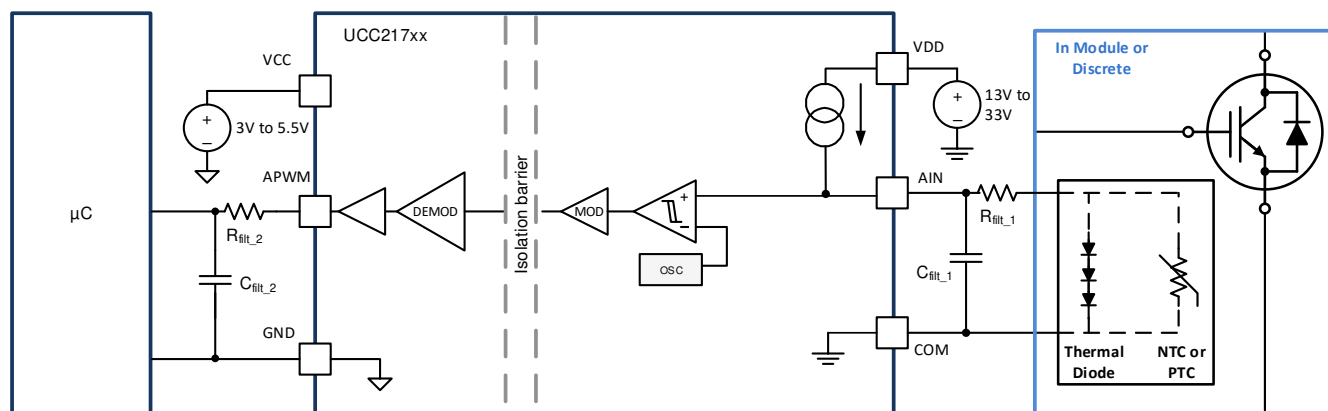 UCC217xx
VCC
VDD
In Module or
Discrete
3V to 5.5V
13V to
33V
APWM
AIN
µC
DEMOD
Isolation barrier
MOD
+
−
OSC
Rfilt_2
Cfilt_2
Rfilt_1
Cfilt_1
GND
COM
Thermal
Diode
NTC or
PTC